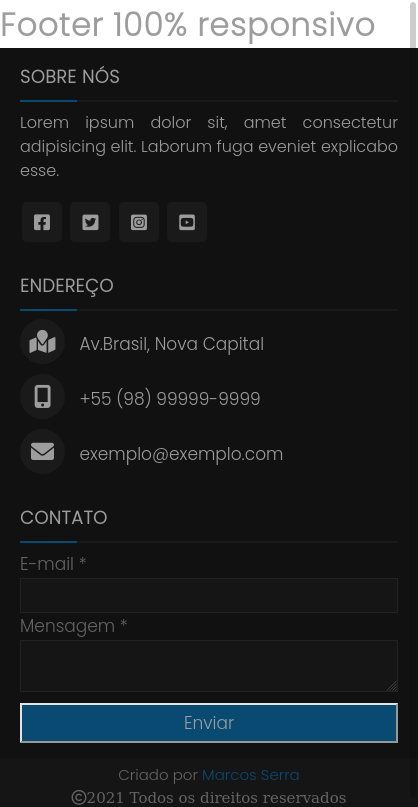 Footer 100% responsivo
SOBRE NÓS
Lorem ipsum dolor sit, amet consectetur
adipisicing elit. Laborum fuga eveniet explicabo
esse.
ENDEREÇO
Av.Brasil, Nova Capital
+55 (98) 99999-9999
exemplo@exemplo.com
CONTATO
E-mail *
Mensagem *
Enviar
Criado por Marcos Serra
©2021 Todos os direitos reservados